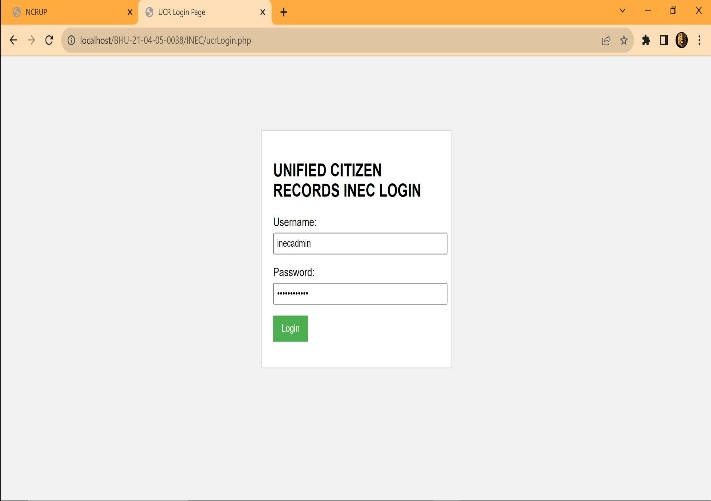 NCRUP
UCR Login Page
localhost/BHU-21-04-05-0038/INEC/ucrLogin.php
UNIFIED CITIZEN
RECORDS INEC LOGIN
Username:
inecadmin
Password:
••••••••••••
Login